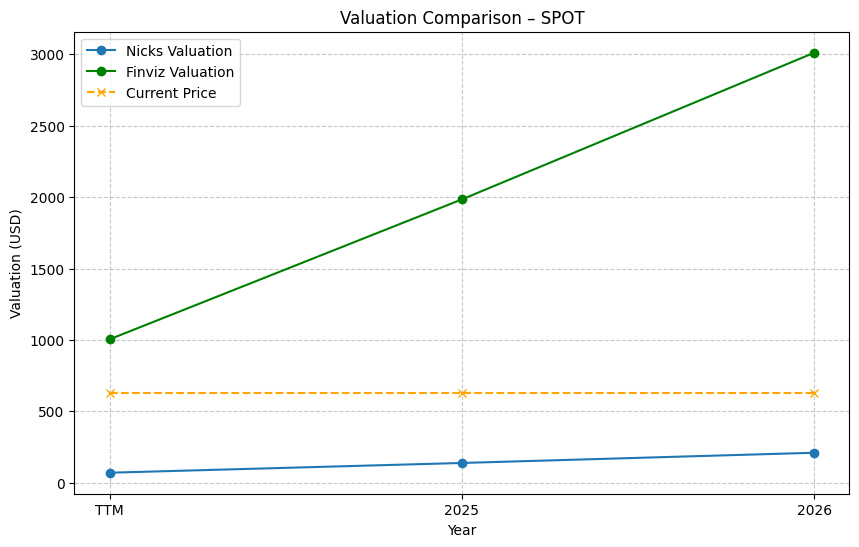 Valuation Comparison – SPOT
Nicks Valuation
Finviz Valuation
Current Price
Valuation (USD)
3000
2500
2000
1500
1000
500
0
TTM
2025
2026
Year